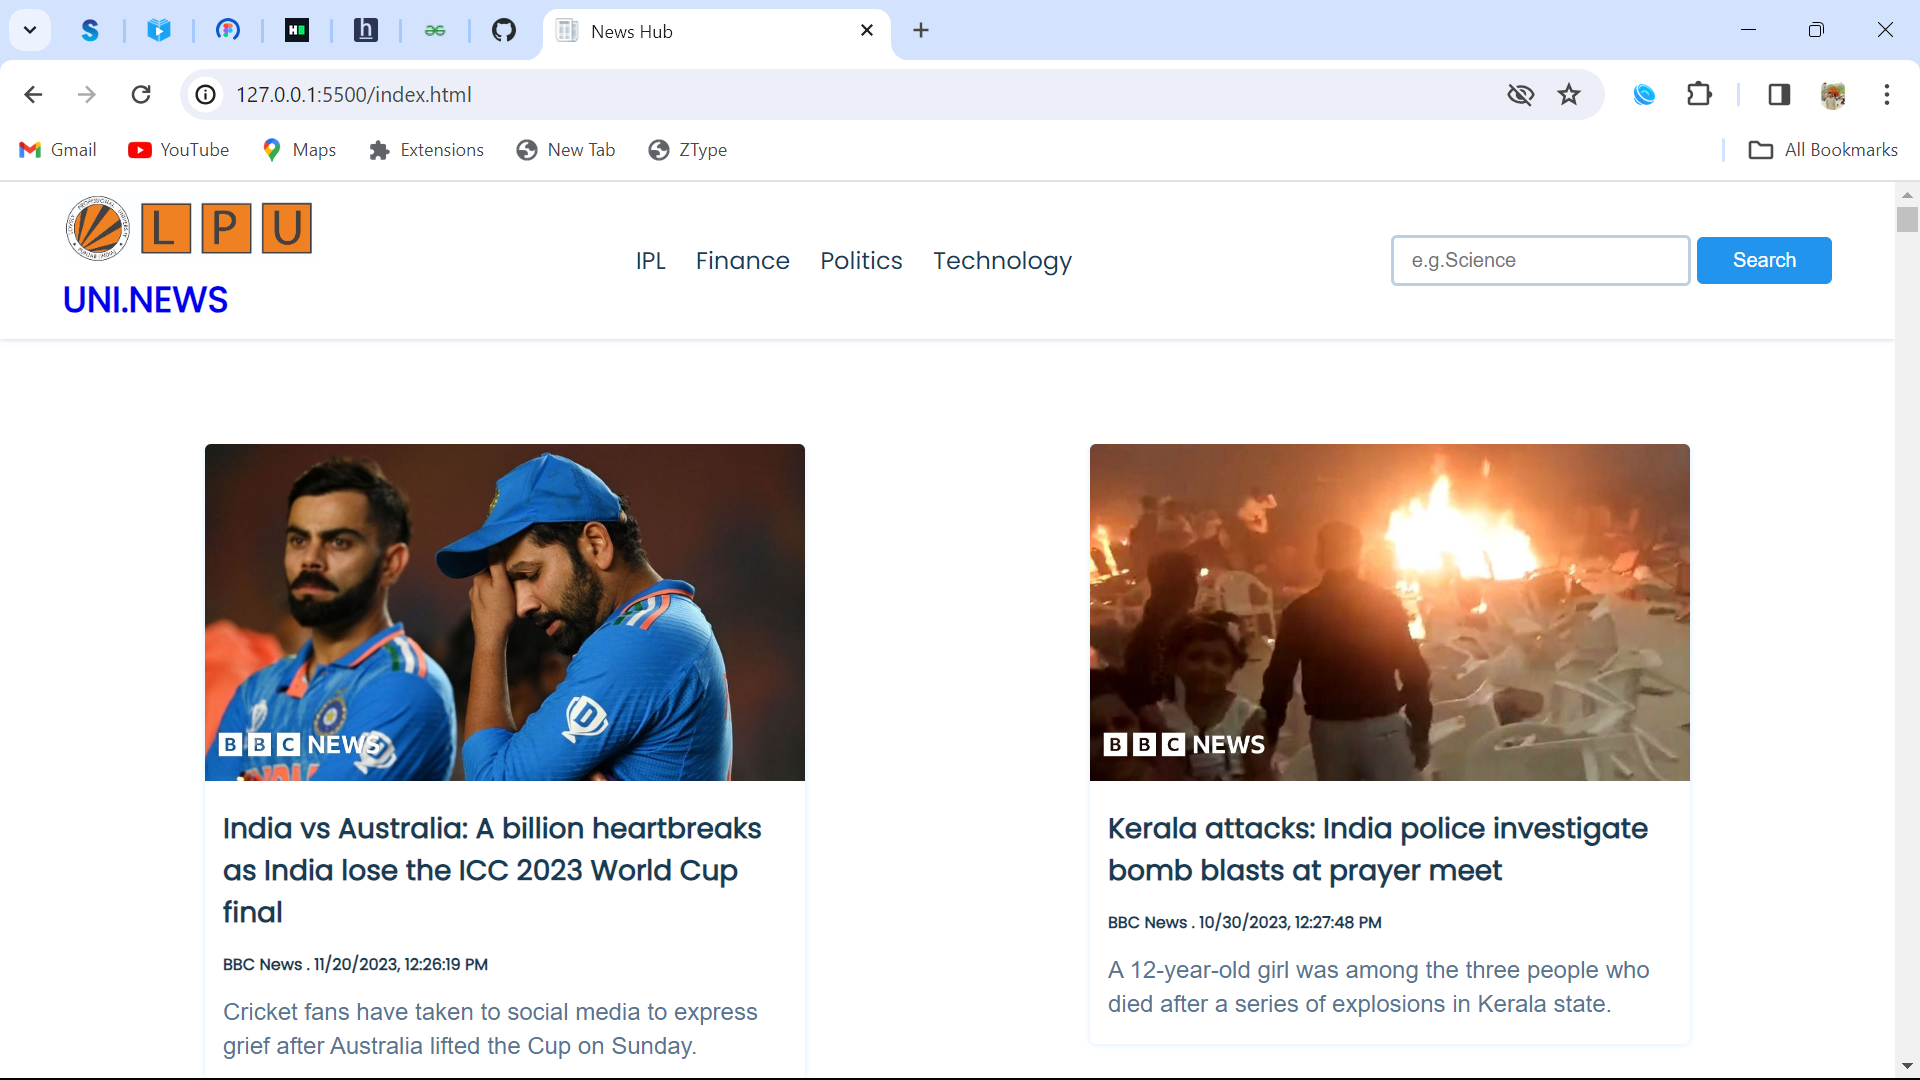 News Hub
127.0.0.1:5500/index.html
Gmail
YouTube
Maps
Extensions
New Tab
ZType
All Bookmarks
L P U
UNI.NEWS
IPL
Finance
Politics
Technology
e.g.Science
Search
BBC NEWS
BBC NEWS
India vs Australia: A billion heartbreaks
as India lose the ICC 2023 World Cup
final
BBC News . 11/20/2023, 12:26:19 PM
Cricket fans have taken to social media to express
grief after Australia lifted the Cup on Sunday.
Kerala attacks: India police investigate
bomb blasts at prayer meet
BBC News . 10/30/2023, 12:27:48 PM
A 12-year-old girl was among the three people who
died after a series of explosions in Kerala state.